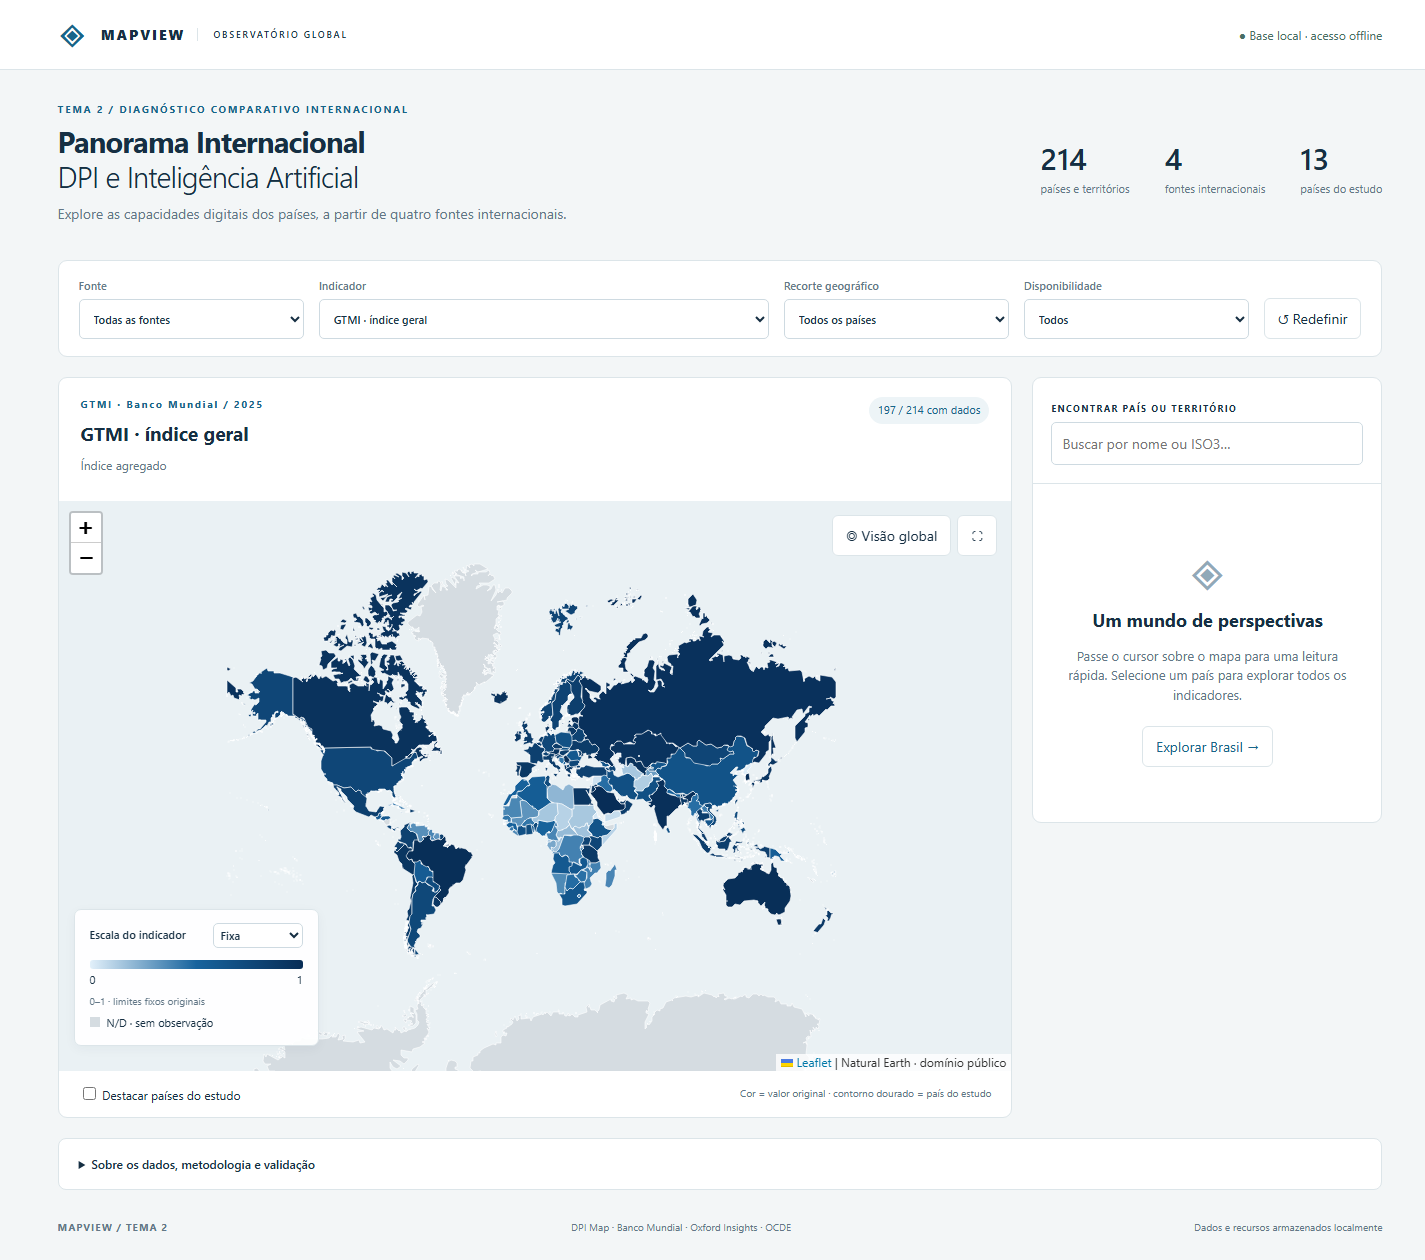 MAPVIEW
OBSERVATÓRIO GLOBAL
● Base local · acesso offline
TEMA 2 / DIAGNÓSTICO COMPARATIVO INTERNACIONAL
Panorama Internacional
DPI e Inteligência Artificial
Explore as capacidades digitais dos países, a partir de quatro fontes internacionais.
214
países e territórios
4
fontes internacionais
13
países do estudo
Fonte
Todas as fontes
Indicador
GTMI · índice geral
Recorte geográfico
Todos os países
Disponibilidade
Todos
↺ Redefinir
GTMI · Banco Mundial / 2025
GTMI · índice geral
Índice agregado
197 / 214 com dados
+
−
◎ Visão global
Escala do indicador
Fixa
0
1
0–1 · limites fixos originais
N/D · sem observação
Leaflet | Natural Earth · domínio público
Destacar países do estudo
Cor = valor original · contorno dourado = país do estudo
ENCONTRAR PAÍS OU TERRITÓRIO
Buscar por nome ou ISO3...
Um mundo de perspectivas
Passe o cursor sobre o mapa para uma leitura
rápida. Selecione um país para explorar todos os
indicadores.
Explorar Brasil →
▶ Sobre os dados, metodologia e validação
MAPVIEW / TEMA 2
DPI Map · Banco Mundial · Oxford Insights · OCDE
Dados e recursos armazenados localmente